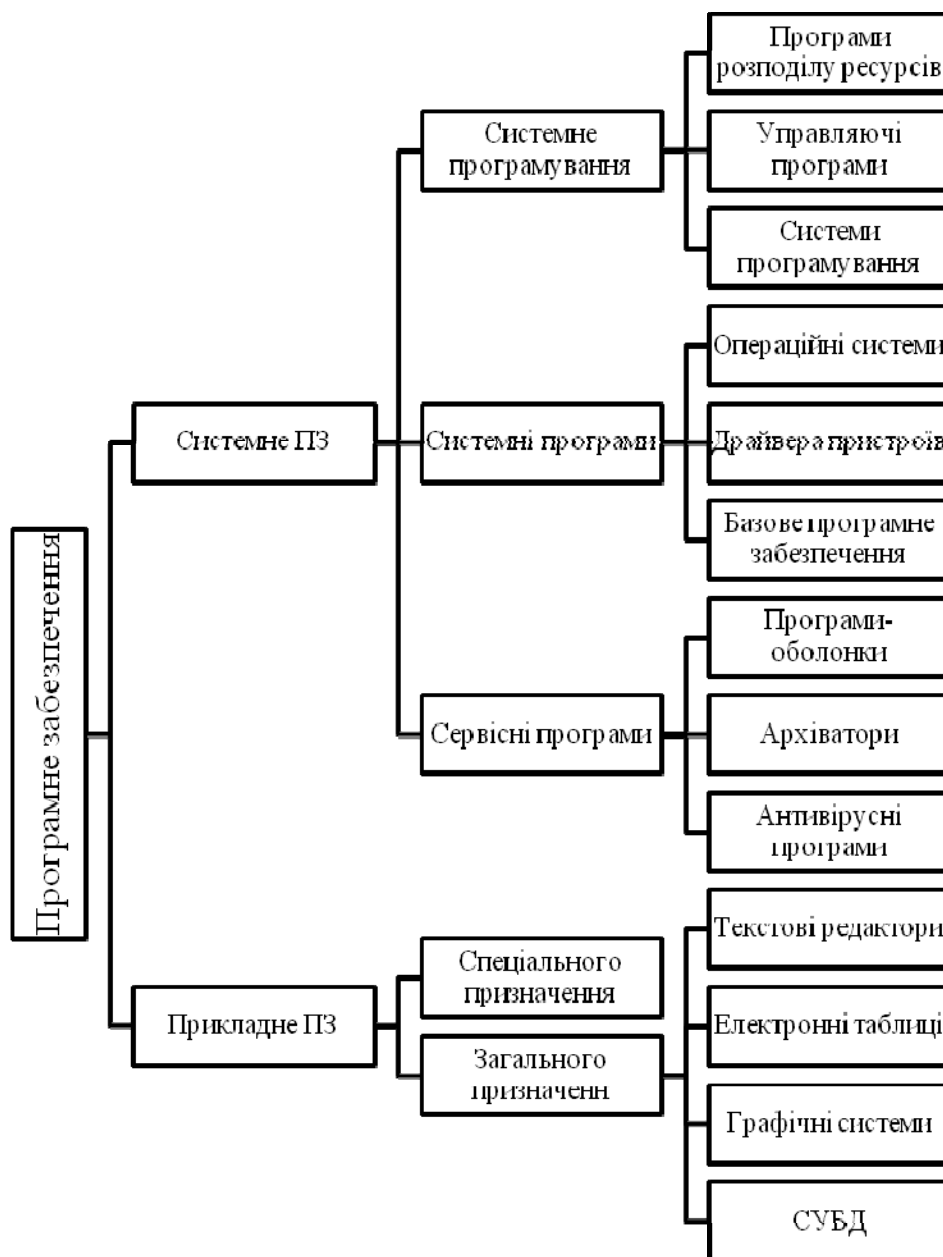 Програмне забезпечення
Системне ПЗ
Системне
програмування
Програми
розподілу ресурсів
Управляючі
програми
Системи
програмування
Системні програми
Операційні системи
Драйвера пристроїв
Базове програмне
забезпечення
Сервісні програми
Програми-
оболонки
Архіватори
Антивірусні
програми
Прикладне ПЗ
Спеціального
призначення
Загального
призначенн
Текстові редактори
Електронні таблиці
Графічні системи
СУБД